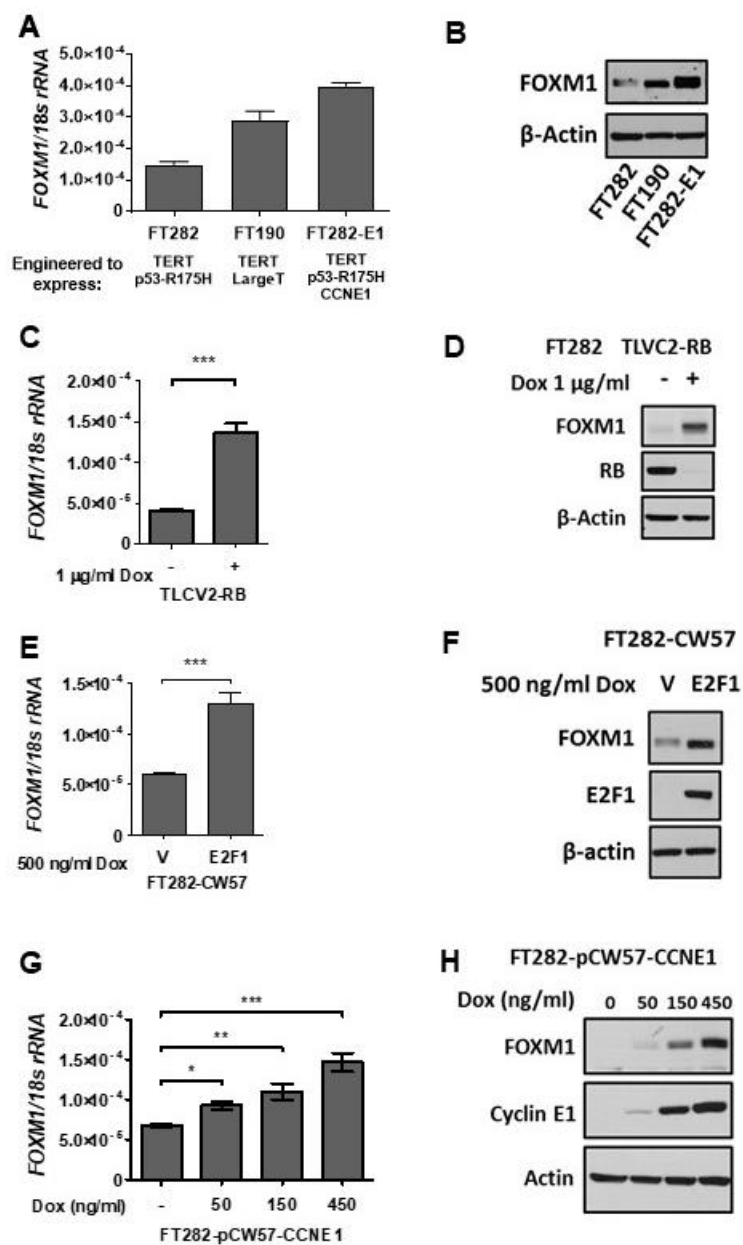 A
FOXM1/18s rRNA
5.0×10⁻⁴
4.0×10⁻⁴
3.0×10⁻⁴
2.0×10⁻⁴
1.0×10⁻⁴
0
FT282 FT190 FT282-E1
Engineered to express:
TERT p53-R175H
TERT LargeT
TERT p53-R175H CCNE1
B
FOXM1
β-Actin
FT282 FT190 FT282-E1
C
***
FOXM1/18s rRNA
2.0×10⁻⁴
1.5×10⁻⁴
1.0×10⁻⁴
5.0×10⁻⁵
0
- +
1 µg/ml Dox
TLCV2-RB
D
FT282 TLVC2-RB
Dox 1 µg/ml - +
FOXM1
RB
β-Actin
E
***
FOXM1/18s rRNA
1.5×10⁻⁴
1.0×10⁻⁴
5.0×10⁻⁵
0
V E2F1
500 ng/ml Dox
FT282-CW57
F
FT282-CW57
500 ng/ml Dox V E2F1
FOXM1
E2F1
β-actin
G
***
**
*
FOXM1/18s rRNA
2.0×10⁻⁴
1.5×10⁻⁴
1.0×10⁻⁴
5.0×10⁻⁵
0
Dox (ng/ml) - 50 150 450
FT282-pCW57-CCNE1
H
FT282-pCW57-CCNE1
Dox (ng/ml) 0 50 150 450
FOXM1
Cyclin E1
Actin